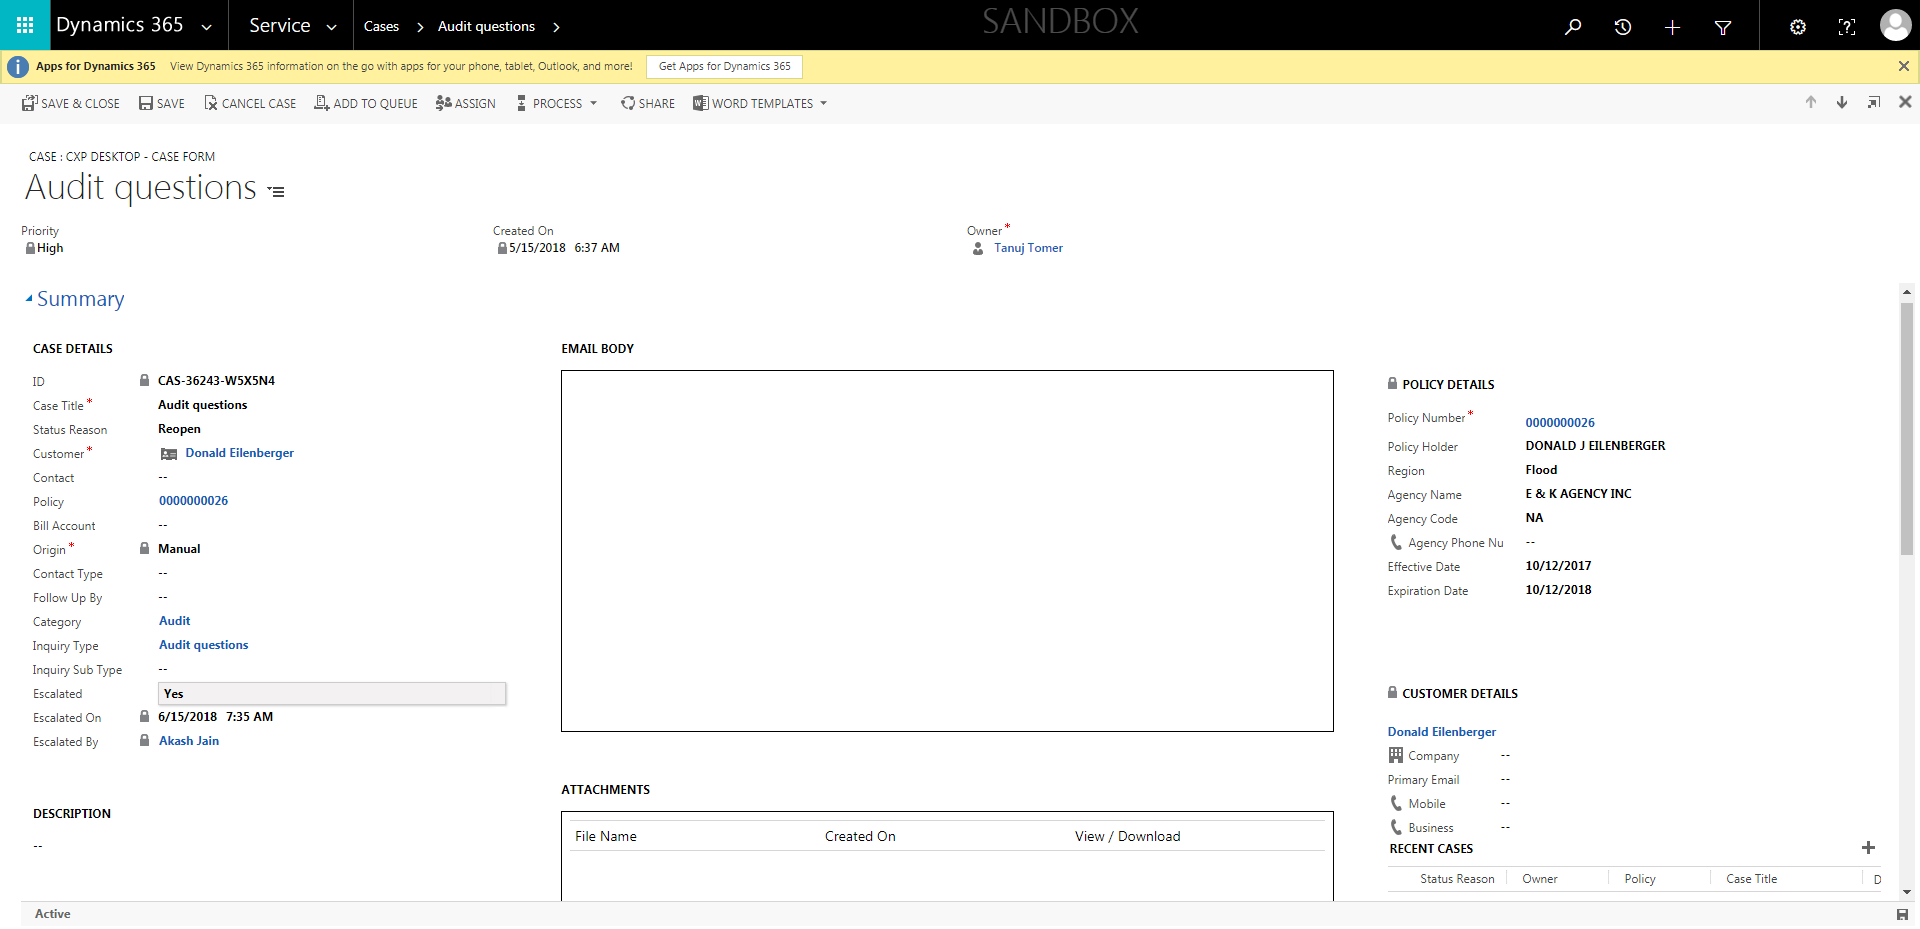 Dynamics 365 Service Cases Audit questions SANDBOX
Apps for Dynamics 365 View Dynamics 365 information on the go with apps for your phone, tablet, Outlook, and more! Get Apps for Dynamics 365
SAVE & CLOSE SAVE CANCEL CASE ADD TO QUEUE ASSIGN PROCESS SHARE WORD TEMPLATES
CASE : CXP DESKTOP - CASE FORM
Audit questions
Priority
High
Created On
5/15/2018 6:37 AM
Owner*
Tanuj Tomer
Summary
CASE DETAILS
ID CAS-36243-W5X5N4
Case Title* Audit questions
Status Reason Reopen
Customer* Donald Eilenberger
Contact --
Policy 0000000026
Bill Account --
Origin* Manual
Contact Type --
Follow Up By --
Category Audit
Inquiry Type Audit questions
Inquiry Sub Type --
Escalated Yes
Escalated On 6/15/2018 7:35 AM
Escalated By Akash Jain
DESCRIPTION
--
EMAIL BODY
ATTACHMENTS
File Name Created On View / Download
POLICY DETAILS
Policy Number* 0000000026
Policy Holder DONALD J EILENBERGER
Region Flood
Agency Name E & K AGENCY INC
Agency Code NA
Agency Phone Nu --
Effective Date 10/12/2017
Expiration Date 10/12/2018
CUSTOMER DETAILS
Donald Eilenberger
Company --
Primary Email --
Mobile --
Business --
RECENT CASES
Status Reason Owner Policy Case Title D
Active